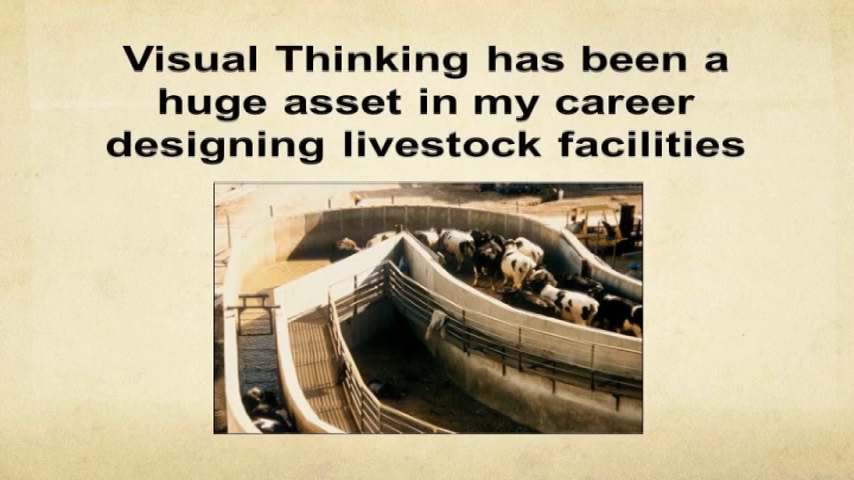 Visual Thinking has been a
huge asset in my career
designing livestock facilities